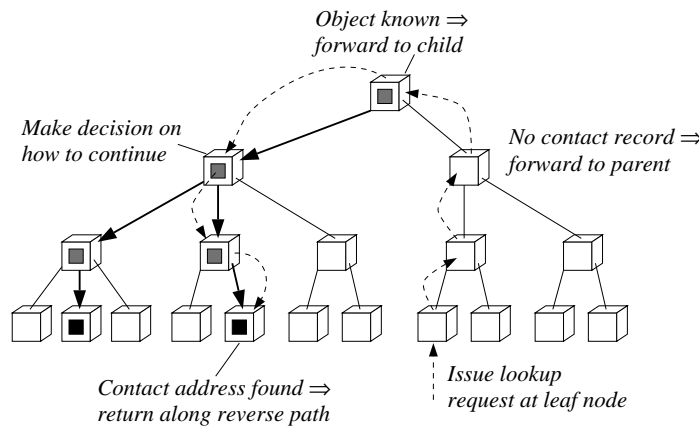 Object known ⇒
forward to child
Make decision on
how to continue
No contact record ⇒
forward to parent
Contact address found ⇒
return along reverse path
Issue lookup
request at leaf node